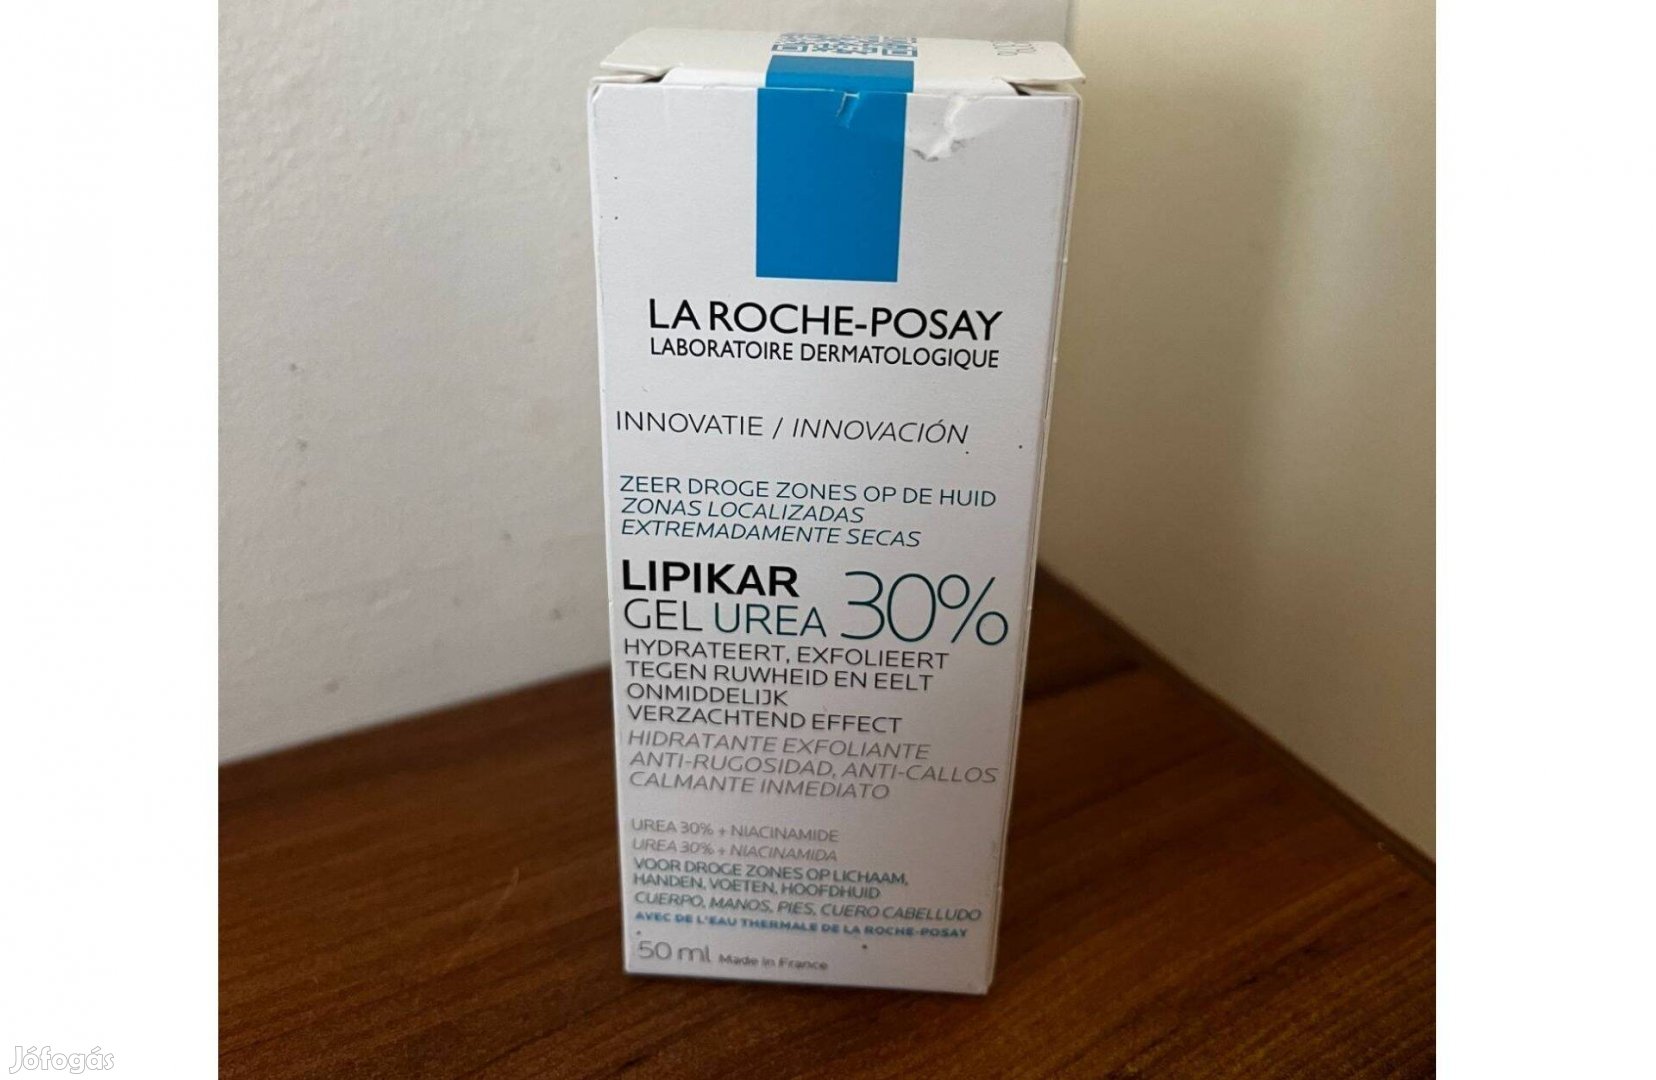 LA ROCHE-POSAY
LABORATOIRE DERMATOLOGIQUE
INNOVATIE / INNOVACIÓN
ZEER DROGE ZONES OP DE HUID
ZONAS LOCALIZADAS
EXTREMADAMENTE SECAS
LIPIKAR
GEL UREA 30%
HYDRATEERT, EXFOLIEERT
TEGEN RUWHEID EN EELT
ONMIDDELIJK
VERZACHTEND EFFECT
HIDRATANTE EXFOLIANTE
ANTI-RUGOSIDAD, ANTI-CALLOS
CALMANTE INMEDIATO
UREA 30% + NIACINAMIDE
UREA 30% + NIACINAMIDA
VOOR DROGE ZONES OP LICHAAM,
HANDEN, VOETEN, HOOFDHUID
CUERPO, MANOS, PIES, CUERO CABELLUDO
AVEC DE L'EAU THERMALE DE LA ROCHE-POSAY
50 ml Made in France
Jófogás